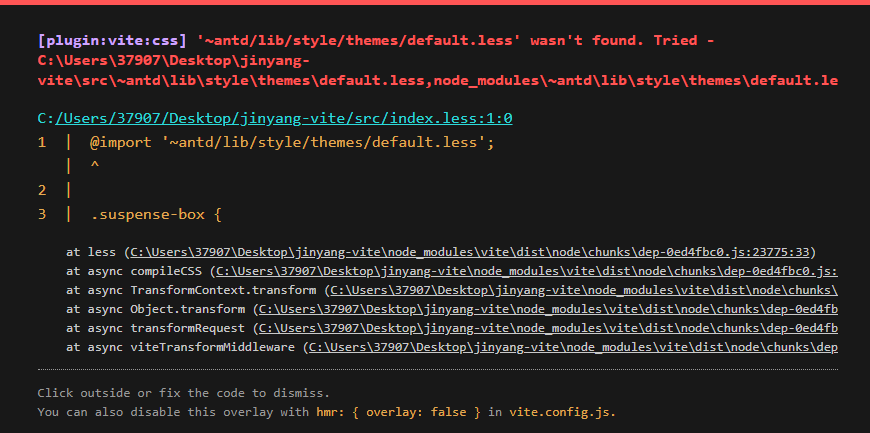 [plugin:vite:css] '~antd/lib/style/themes/default.less' wasn't found. Tried -
C:\Users\37907\Desktop\jinyang-
vite\src\~antd\lib\style\themes\default.less,node_modules\~antd\lib\style\themes\default.le
C:/Users/37907/Desktop/jinyang-vite/src/index.less:1:0
1 | @import '~antd/lib/style/themes/default.less';
| ^
2 |
3 | .suspense-box {
at less (C:\Users\37907\Desktop\jinyang-vite\node_modules\vite\dist\node\chunks\dep-0ed4fbc0.js:23775:33)
at async compileCSS (C:\Users\37907\Desktop\jinyang-vite\node_modules\vite\dist\node\chunks\dep-0ed4fbc0.js:
at async TransformContext.transform (C:\Users\37907\Desktop\jinyang-vite\node_modules\vite\dist\node\chunks\
at async Object.transform (C:\Users\37907\Desktop\jinyang-vite\node_modules\vite\dist\node\chunks\dep-0ed4fb
at async transformRequest (C:\Users\37907\Desktop\jinyang-vite\node_modules\vite\dist\node\chunks\dep-0ed4fb
at async viteTransformMiddleware (C:\Users\37907\Desktop\jinyang-vite\node_modules\vite\dist\node\chunks\dep
Click outside or fix the code to dismiss.
You can also disable this overlay with hmr: { overlay: false } in vite.config.js.